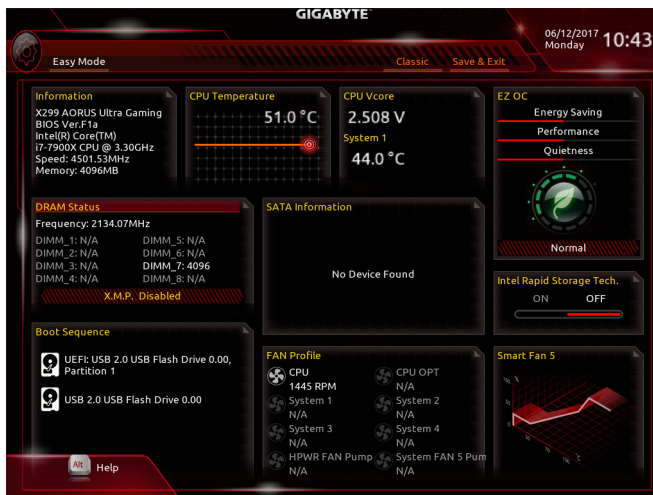 GIGABYTE
06/12/2017
Monday
10:43
Easy Mode
Classic
Save & Exit
Information
X299 AORUS Ultra Gaming
BIOS Ver.F1a
Intel(R) Core(TM)
i7-7900X CPU @ 3.30GHz
Speed: 4501.53MHz
Memory: 4096MB
CPU Temperature
51.0 °C
CPU Vcore
2.508 V
System 1
44.0 °C
EZ OC
Energy Saving
Performance
Quietness
Normal
DRAM Status
Frequency: 2134.07MHz
DIMM_1: N/A
DIMM_5: N/A
DIMM_2: N/A
DIMM_6: N/A
DIMM_3: N/A
DIMM_7: 4096
DIMM_4: N/A
DIMM_8: N/A
X.M.P. Disabled
SATA Information
No Device Found
Intel Rapid Storage Tech.
ON
OFF
Boot Sequence
UEFI: USB 2.0 USB Flash Drive 0.00,
Partition 1
USB 2.0 USB Flash Drive 0.00
FAN Profile
CPU
1445 RPM
CPU OPT
N/A
System 1
N/A
System 2
N/A
System 3
N/A
System 4
N/A
HPWR FAN Pump
N/A
System FAN 5 Pum
N/A
Smart Fan 5
Alt
Help